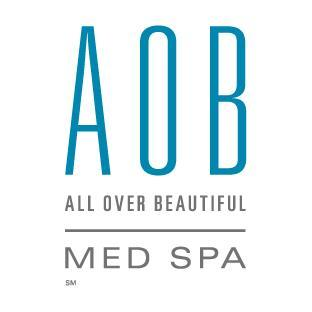 AOB
ALL OVER BEAUTIFUL
MED SPA
SM